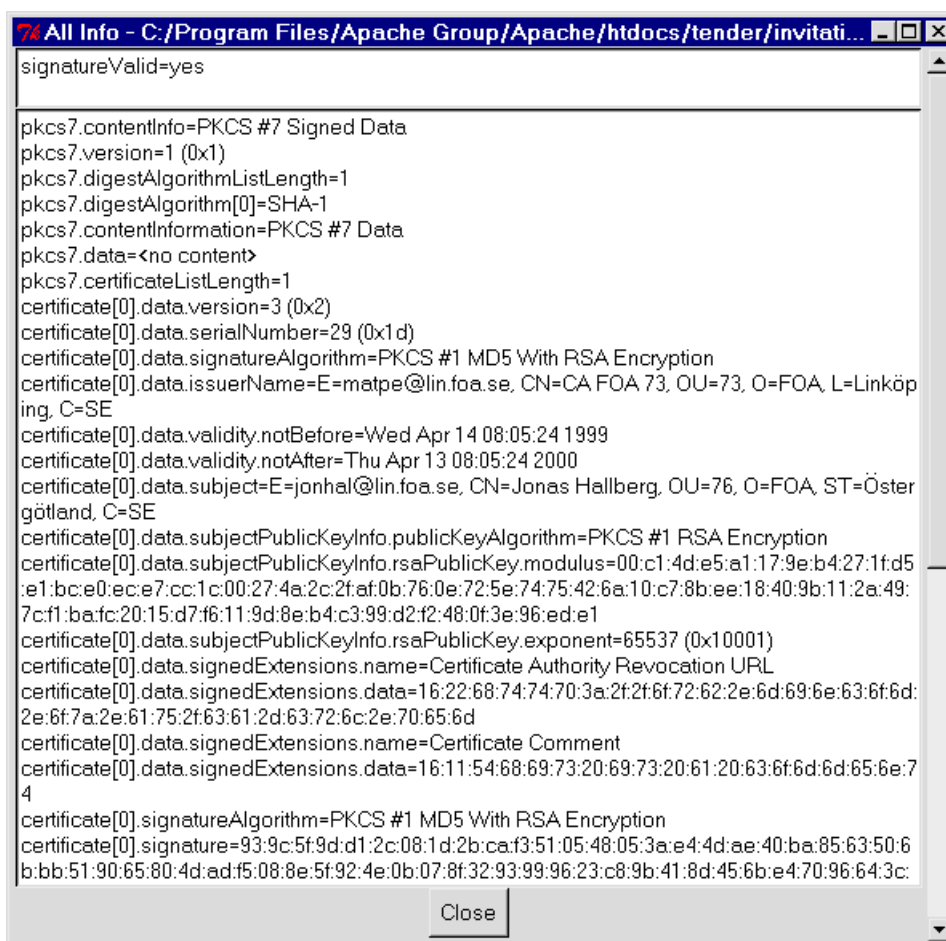 All Info - C:/Program Files/Apache Group/Apache/htdocs/tender/invitati...
signatureValid=yes
pkcs7.contentInfo=PKCS #7 Signed Data
pkcs7.version=1 (0x1)
pkcs7.digestAlgorithmListLength=1
pkcs7.digestAlgorithm[0]=SHA-1
pkcs7.contentInformation=PKCS #7 Data
pkcs7.data=<no content>
pkcs7.certificateListLength=1
certificate[0].data.version=3 (0x2)
certificate[0].data.serialNumber=29 (0x1d)
certificate[0].data.signatureAlgorithm=PKCS #1 MD5 With RSA Encryption
certificate[0].data.issuerName=E=matpe@lin.foa.se, CN=CA FOA 73, OU=73, O=FOA, L=Linköp
ing, C=SE
certificate[0].data.validity.notBefore=Wed Apr 14 08:05:24 1999
certificate[0].data.validity.notAfter=Thu Apr 13 08:05:24 2000
certificate[0].data.subject=E=jonhal@lin.foa.se, CN=Jonas Hallberg, OU=76, O=FOA, ST=Öster
götland, C=SE
certificate[0].data.subjectPublicKeyInfo.publicKeyAlgorithm=PKCS #1 RSA Encryption
certificate[0].data.subjectPublicKeyInfo.rsaPublicKey.modulus=00:c1:4d:e5:a1:17:9e:b4:27:1f:d5
:e1:bc:e0:ec:e7:cc:1c:00:27:4a:2c:2f:af:0b:76:0e:72:5e:74:75:42:6a:10:c7:8b:ee:18:40:9b:11:2a:49:
7c:f1:ba:fc:20:15:d7:f6:11:9d:8e:b4:c3:99:d2:f2:48:0f:3e:96:ed:e1
certificate[0].data.subjectPublicKeyInfo.rsaPublicKey.exponent=65537 (0x10001)
certificate[0].data.signedExtensions.name=Certificate Authority Revocation URL
certificate[0].data.signedExtensions.data=16:22:68:74:74:70:3a:2f:2f:6f:72:62:2e:6d:69:6e:63:6f:6d:
2e:6f:7a:2e:61:75:2f:63:61:2d:63:72:6c:2e:70:65:6d
certificate[0].data.signedExtensions.name=Certificate Comment
certificate[0].data.signedExtensions.data=16:11:54:68:69:73:20:69:73:20:61:20:63:6f:6d:6d:65:6e:7
4
certificate[0].signatureAlgorithm=PKCS #1 MD5 With RSA Encryption
certificate[0].signature=93:9c:5f:9d:d1:2c:08:1d:2b:ca:f3:51:05:48:05:3a:e4:4d:ae:40:ba:85:63:50:6
b:bb:51:90:65:80:4d:ad:f5:08:8e:5f:92:4e:0b:07:8f:32:93:99:96:23:c8:9b:41:8d:45:6b:e4:70:96:64:3c:
Close